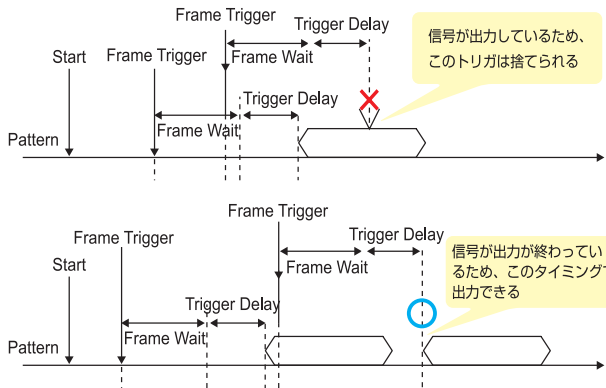 Frame Trigger
Trigger Delay
Start
Frame Trigger
Frame Wait
信号が出力しているため、
このトリガは捨てられる
Trigger Delay
Frame Wait
Pattern
Frame Trigger
Frame Trigger
Trigger Delay
Start
Frame Wait
信号が出力が終わってい
るため、このタイミングで
出力できる
Trigger Delay
Frame Wait
Pattern